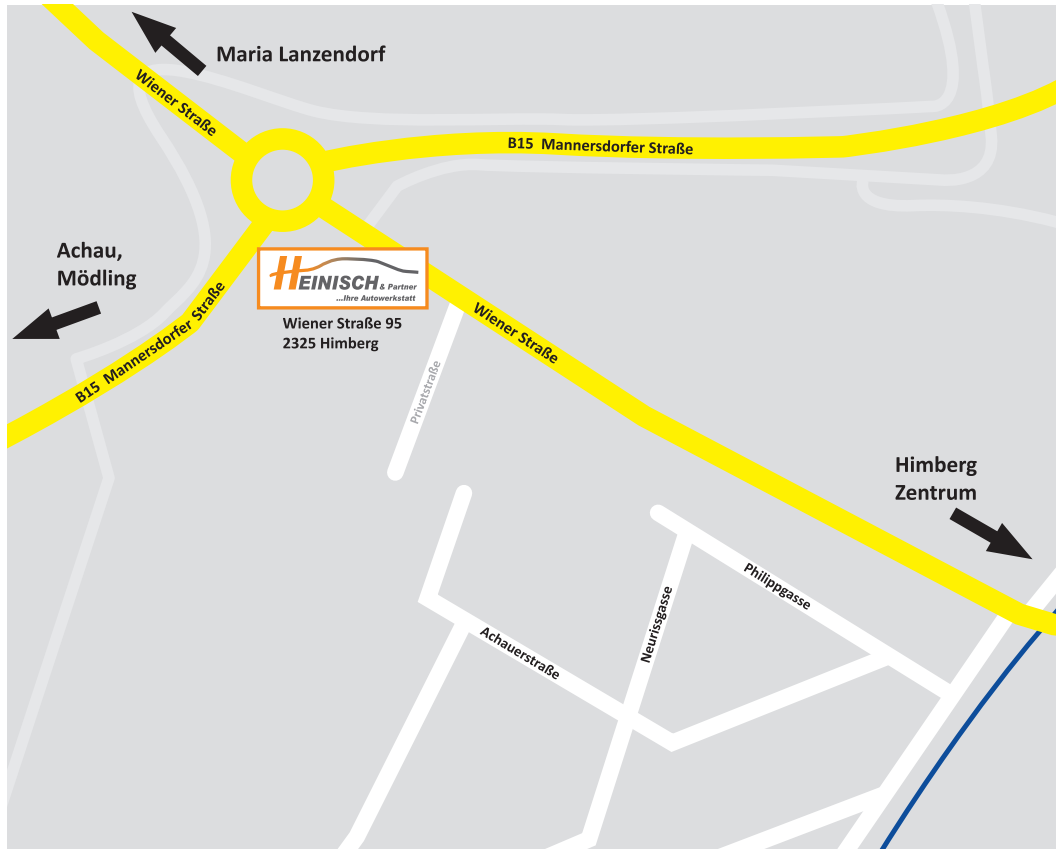 Maria Lanzendorf
Wiener Straße
B15 Mannersdorfer Straße
Achau,
Mödling
HEINISCH & Partner
...Ihre Autowerkstatt
Wiener Straße 95
2325 Himberg
B15 Mannersdorfer Straße
Wiener Straße
Privatstraße
Himberg
Zentrum
Philippgasse
Neurissgasse
Achauerstraße